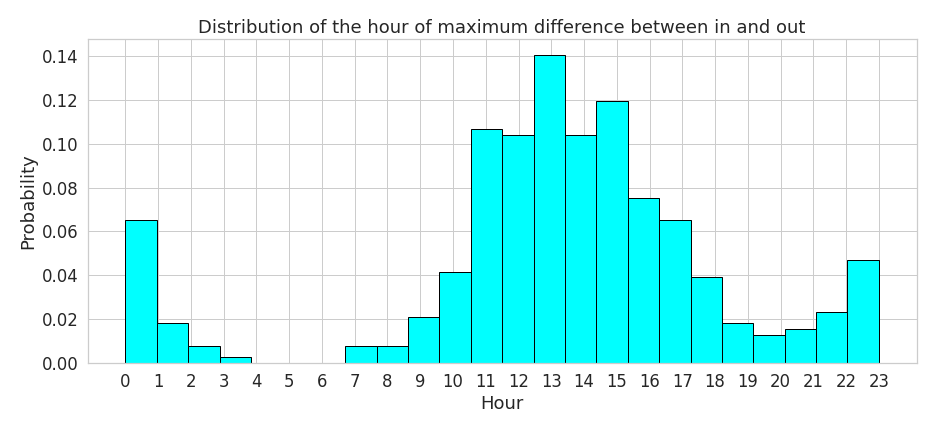 Distribution of the hour of maximum difference between in and out
Probability
0.14
0.12
0.10
0.08
0.06
0.04
0.02
0.00
0 1 2 3 4 5 6 7 8 9 10 11 12 13 14 15 16 17 18 19 20 21 22 23
Hour